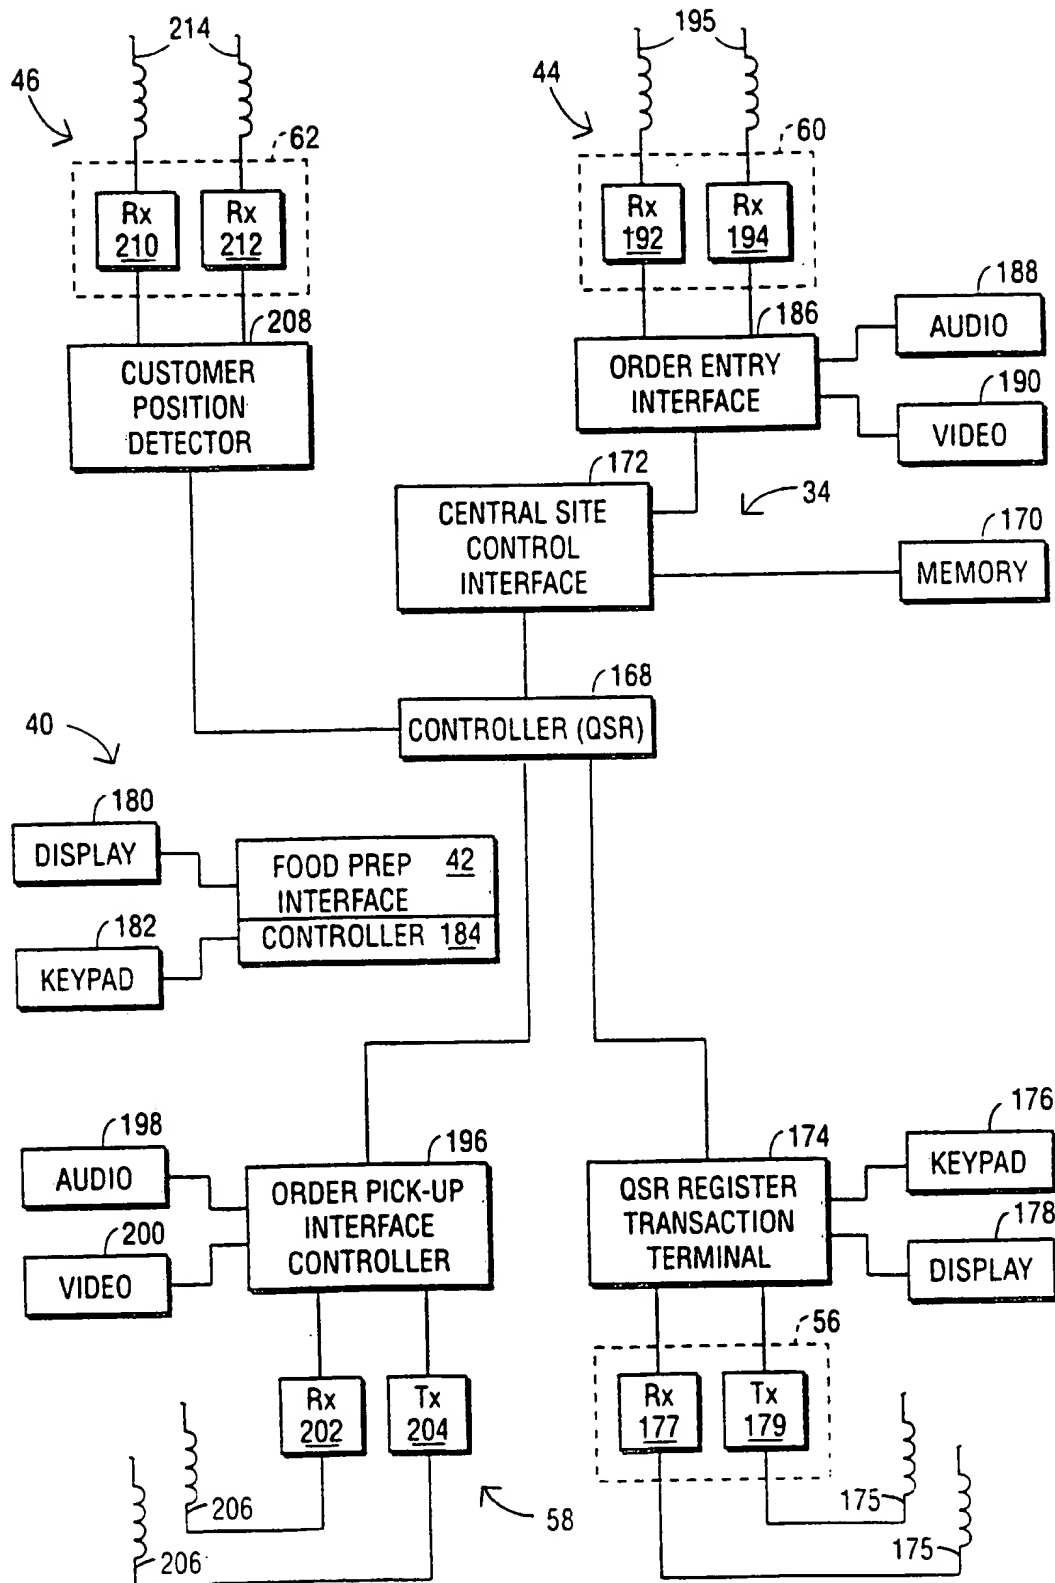 214
195
46
44
62
60
Rx
210
Rx
212
Rx
192
Rx
194
208
186
188
CUSTOMER
POSITION
DETECTOR
ORDER ENTRY
INTERFACE
AUDIO
190
VIDEO
172
34
CENTRAL SITE
CONTROL
INTERFACE
170
MEMORY
168
CONTROLLER (QSR)
40
180
DISPLAY
FOOD PREP 42
INTERFACE
CONTROLLER 184
182
KEYPAD
198
AUDIO
200
VIDEO
196
ORDER PICK-UP
INTERFACE
CONTROLLER
174
QSR REGISTER
TRANSACTION
TERMINAL
176
KEYPAD
178
DISPLAY
56
Rx
202
Tx
204
Rx
177
Tx
179
206
206
58
175
175